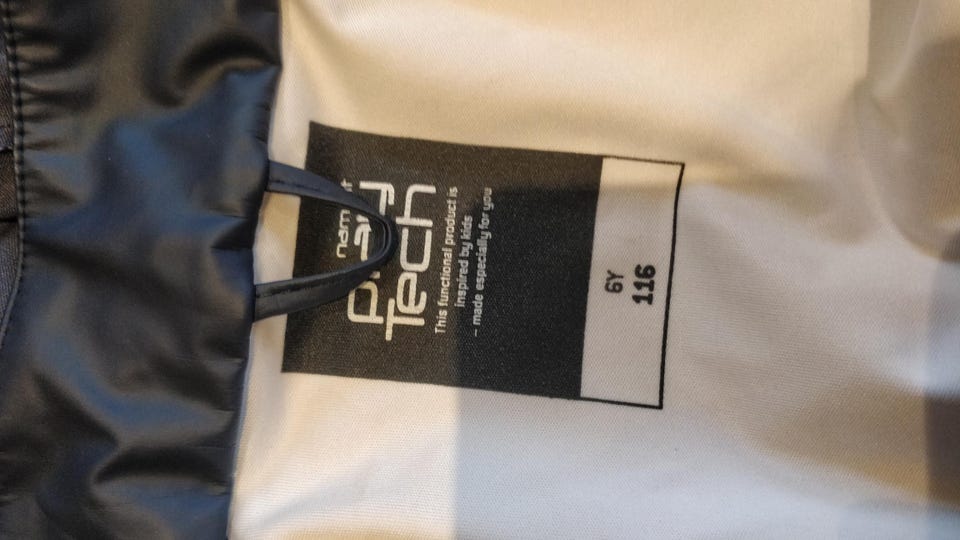 Tech
This functional product is
inspired by kids
– made especially for you
6Y
116